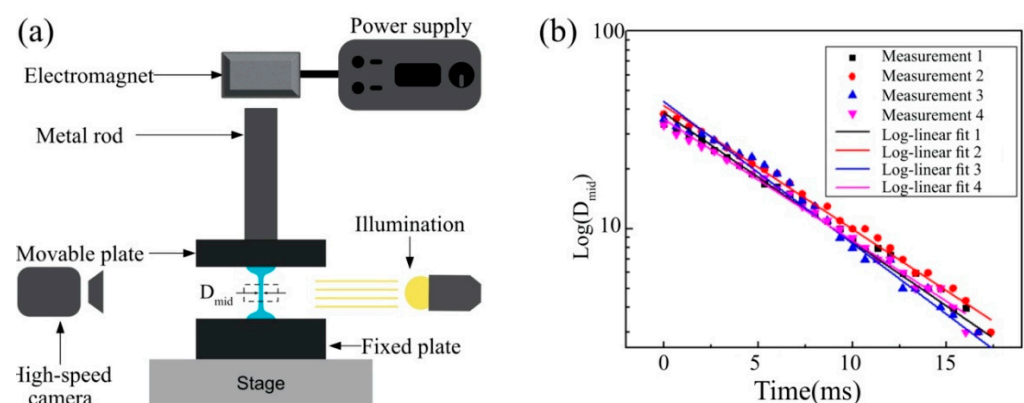 (a)
Power supply
Electromagnet
Metal rod
Illumination
Movable plate
D_mid
Fixed plate
High-speed
camera
Stage
(b)
100
10
Log(D_mid)
Measurement 1
Measurement 2
Measurement 3
Measurement 4
Log-linear fit 1
Log-linear fit 2
Log-linear fit 3
Log-linear fit 4
0 5 10 15
Time(ms)